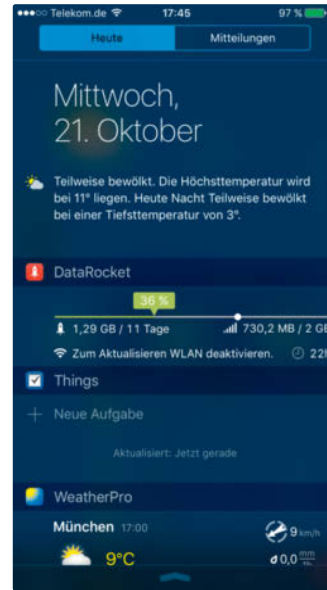 Telekom.de 17:45 97 %
Heute Mitteilungen
Mittwoch,
21. Oktober
Teilweise bewölkt. Die Höchsttemperatur wird
bei 11° liegen. Heute Nacht Teilweise bewölkt
bei einer Tiefsttemperatur von 3°.
DataRocket
36 %
1,29 GB / 11 Tage 730,2 MB / 2 GB
Zum Aktualisieren WLAN deaktivieren. 22h
Things
+ Neue Aufgabe
Aktualisiert: Jetzt gerade
WeatherPro
München 17:00 9 km/h
9°C 0,0 mm